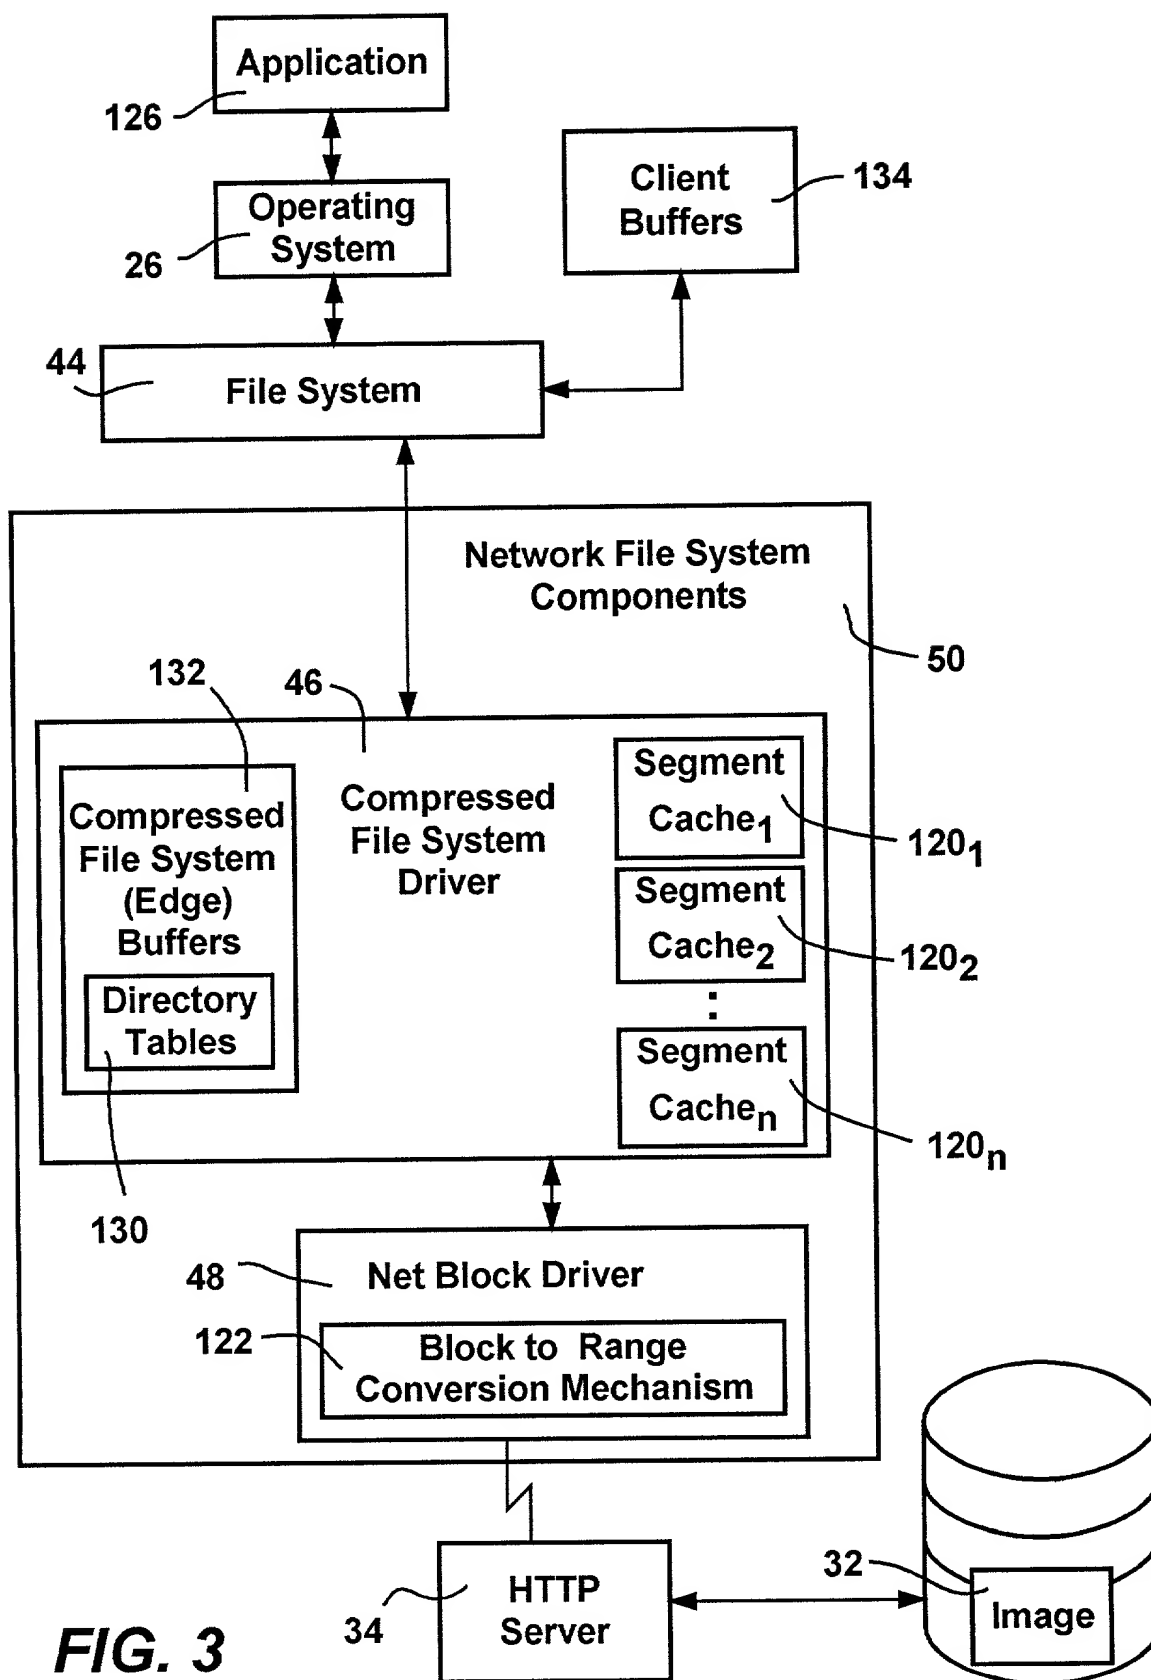 Application
126
Operating
System
26
Client
Buffers
134
44
File System
Network File System
Components
50
132
46
Compressed
File System
(Edge)
Buffers
Directory
Tables
130
Compressed
File System
Driver
Segment
Cache1
1201
Segment
Cache2
1202
:
Segment
Cachen
120n
48
Net Block Driver
122
Block to Range
Conversion Mechanism
HTTP
Server
34
32
Image
FIG. 3